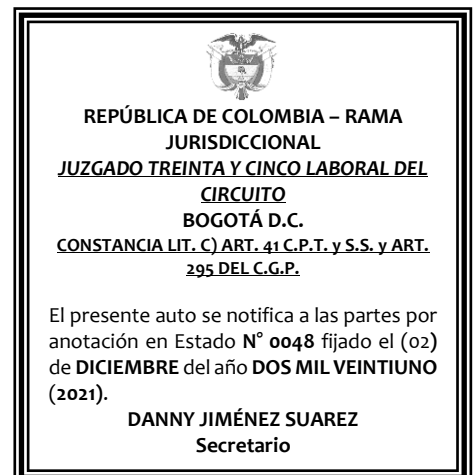 REPÚBLICA DE COLOMBIA – RAMA
JURISDICCIONAL
JUZGADO TREINTA Y CINCO LABORAL DEL
CIRCUITO
BOGOTÁ D.C.
CONSTANCIA LIT. C) ART. 41 C.P.T. y S.S. y ART.
295 DEL C.G.P.
El presente auto se notifica a las partes por
anotación en Estado N° 0048 fijado el (02)
de DICIEMBRE del año DOS MIL VEINTIUNO
(2021).
DANNY JIMÉNEZ SUAREZ
Secretario